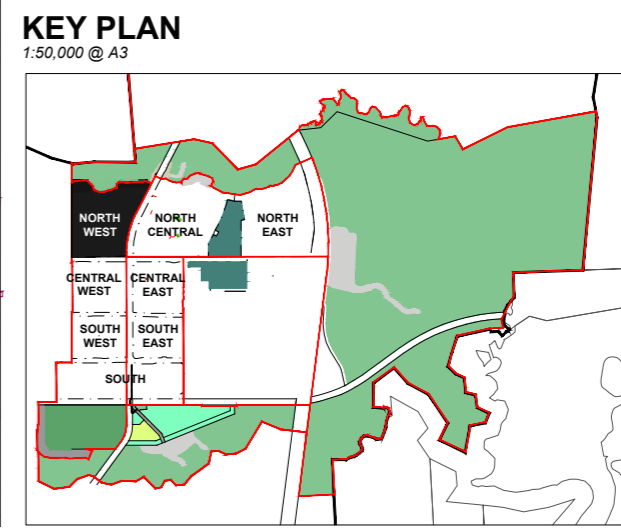 KEY PLAN
1:50,000 @ A3
NORTH
WEST
NORTH
CENTRAL
NORTH
EAST
CENTRAL
WEST
CENTRAL
EAST
SOUTH
WEST
SOUTH
EAST
SOUTH